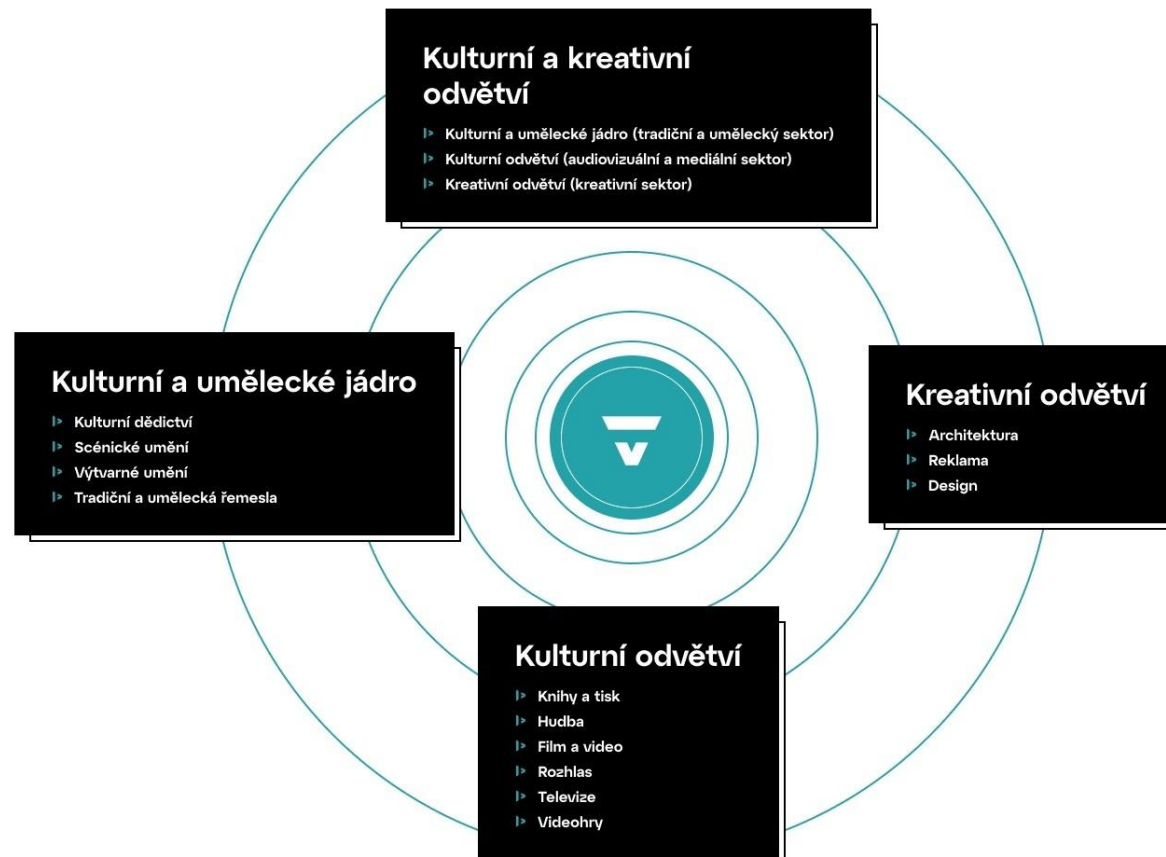 Kulturní a kreativní
odvětví
Kulturní a umělecké jádro (tradiční a umělecký sektor)
Kulturní odvětví (audiovizuální a mediální sektor)
Kreativní odvětví (kreativní sektor)
Kulturní a umělecké jádro
Kulturní dědictví
Scénické umění
Výtvarné umění
Tradiční a umělecká řemesla
Kreativní odvětví
Architektura
Reklama
Design
Kulturní odvětví
Knihy a tisk
Hudba
Film a video
Rozhlas
Televize
Videohry